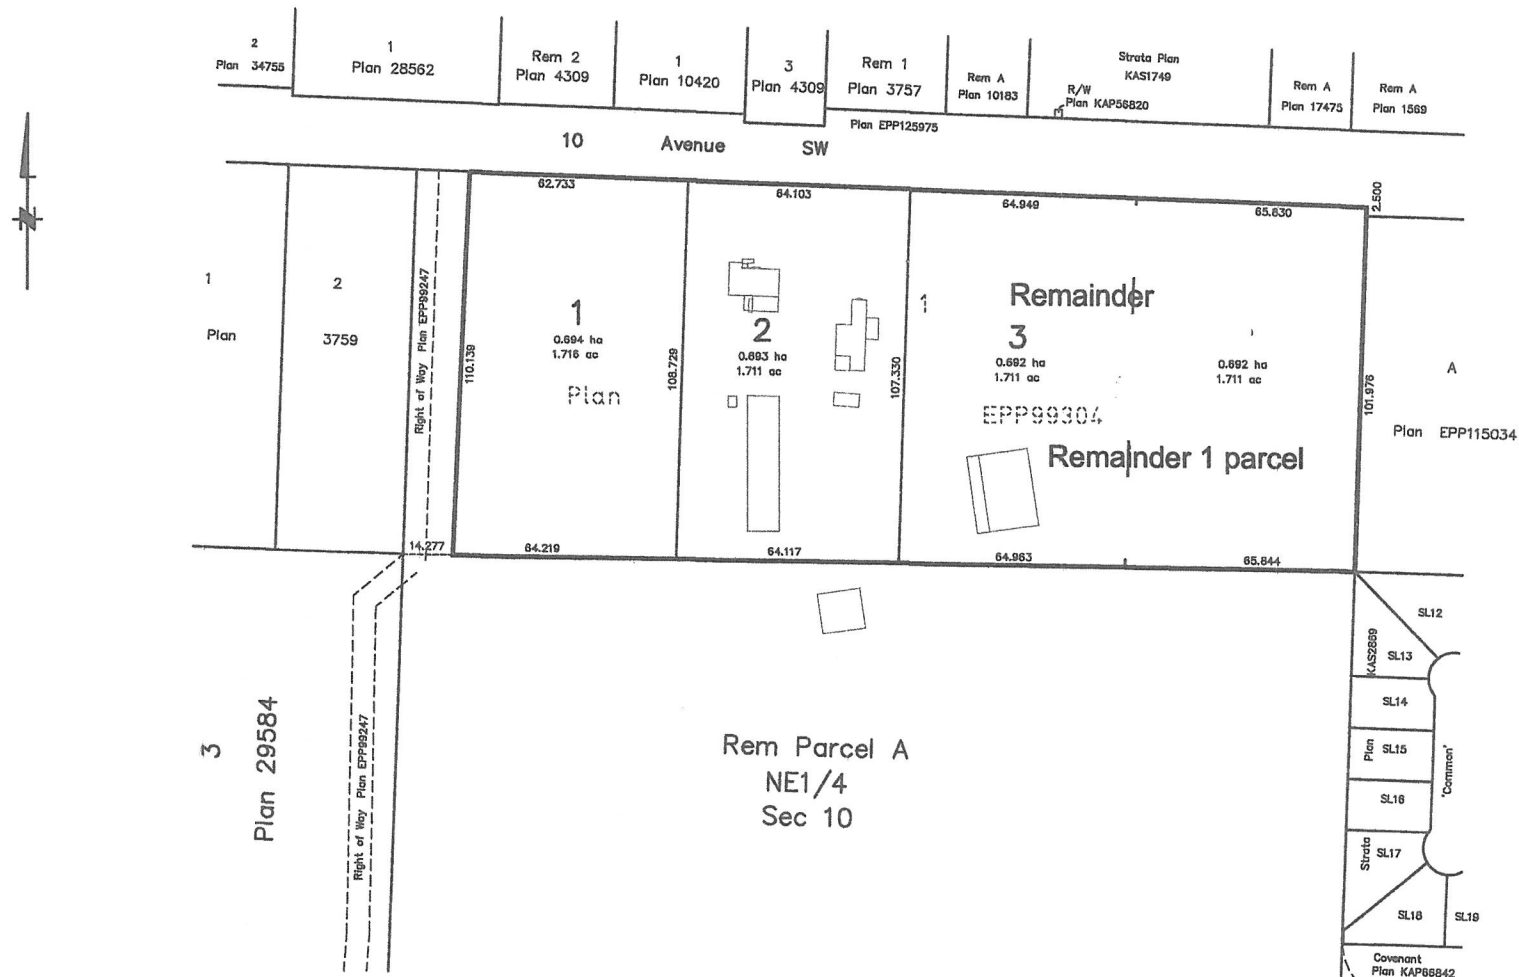 2
Plan 34755
1
Plan 28562
Rem 2
Plan 4309
1
Plan 10420
3
Plan 4309
Rem 1
Plan 3757
Rem A
Plan 10183
Strata Plan
KAS1749
R/W
Plan KAP56820
Rem A
Plan 17475
Rem A
Plan 1569
Plan EPP125975
10 Avenue SW
N
62.733
64.103
64.949
65.830
2.500
1
Plan
2
3759
Right of Way Plan EPP99247
110.139
1
0.694 ha
1.716 ac
Plan
108.729
2
0.693 ha
1.711 ac
107.330
1
Remainder
3
0.692 ha
1.711 ac
0.692 ha
1.711 ac
EPP99304
Remainder 1 parcel
101.976
A
Plan EPP115034
14.277
64.219
64.117
64.963
65.844
3
Plan 29584
Right of Way Plan EPP99247
Rem Parcel A
NE1/4
Sec 10
SL12
KAS2869
SL13
SL14
Plan
SL15
"Common"
SL16
Strata
SL17
SL18
SL19
Covenant
Plan KAP86842